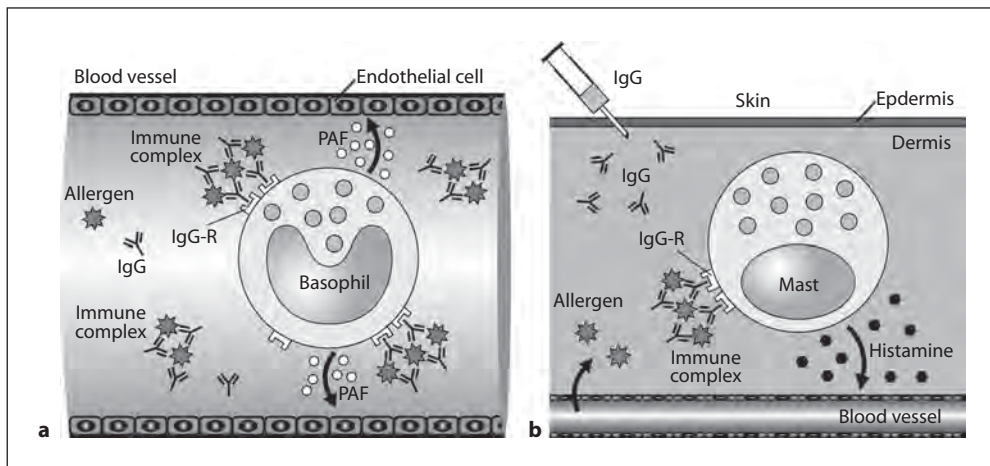 Blood vessel
Endothelial cell
Immune
complex
PAF
Allergen
IgG-R
IgG
Basophil
Immune
complex
PAF
a
IgG
Skin
Epdermis
Dermis
IgG
IgG-R
Mast
Allergen
Immune
complex
Histamine
Blood vessel
b